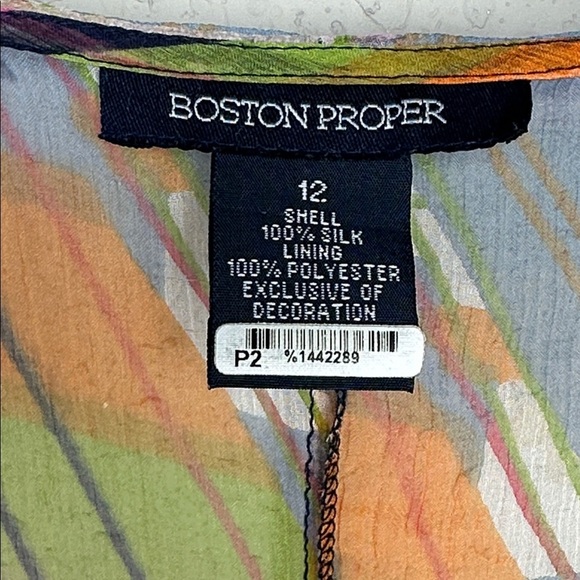 BOSTON PROPER
12
SHELL
100% SILK
LINING
100% POLYESTER
EXCLUSIVE OF
DECORATION
P2 %1442289